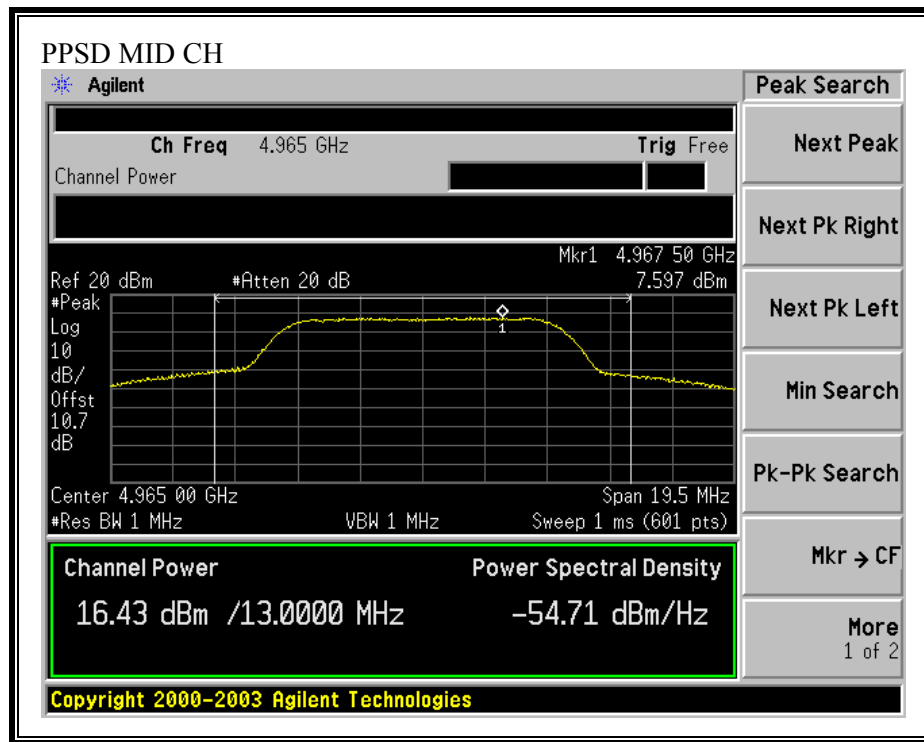 PPSD MID CH
Agilent
Peak Search
Ch Freq 4.965 GHz Trig Free
Channel Power
Mkr1 4.967 50 GHz
Ref 20 dBm #Atten 20 dB 7.597 dBm
#Peak
Log
10
dB/
Offst
10.7
dB
1
Center 4.965 00 GHz Span 19.5 MHz
#Res BW 1 MHz VBW 1 MHz Sweep 1 ms (601 pts)
Channel Power Power Spectral Density
16.43 dBm /13.0000 MHz -54.71 dBm/Hz
Next Peak
Next Pk Right
Next Pk Left
Min Search
Pk-Pk Search
Mkr → CF
More
1 of 2
Copyright 2000-2003 Agilent Technologies